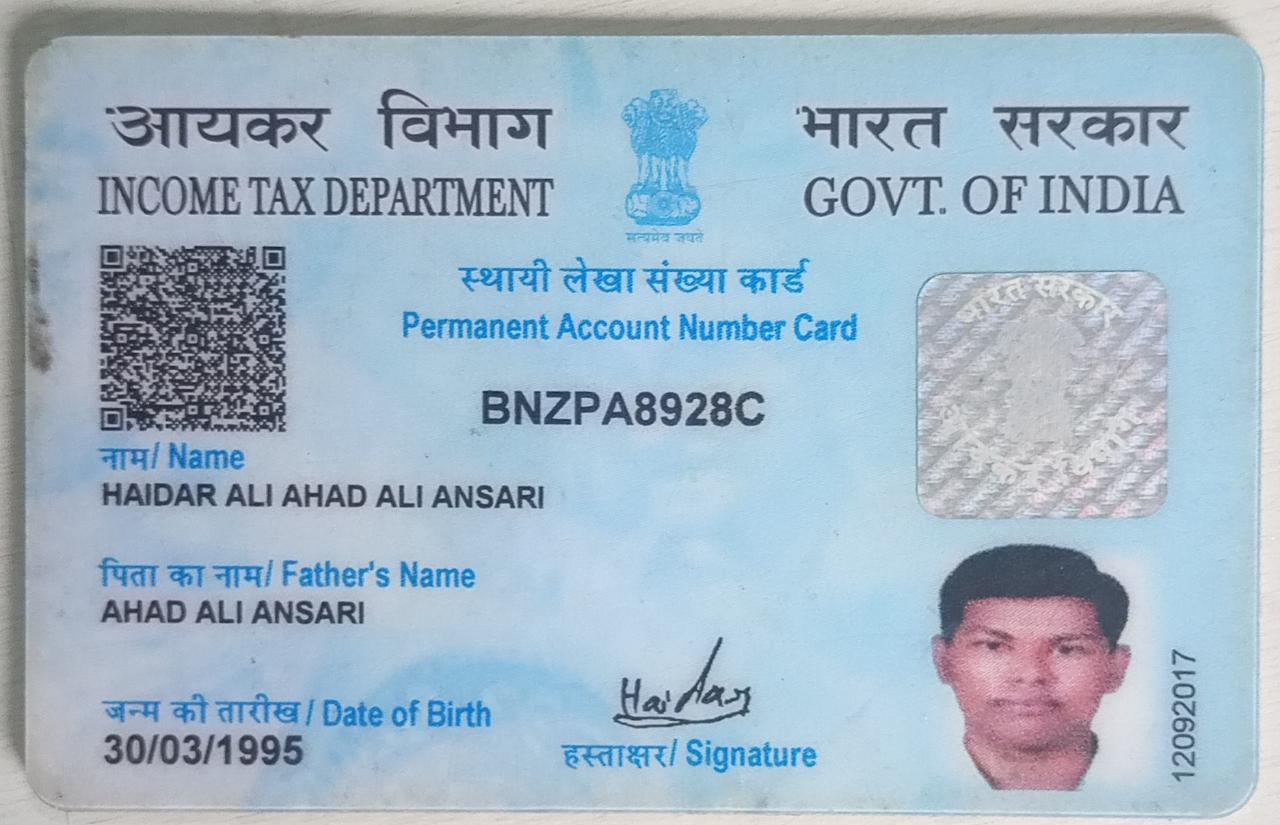 आयकर विभाग
INCOME TAX DEPARTMENT
भारत सरकार
GOVT. OF INDIA
सत्यमेव जयते
स्थायी लेखा संख्या कार्ड
Permanent Account Number Card
BNZPA8928C
भारत सरकार
आयकर विभाग
नाम/ Name
HAIDAR ALI AHAD ALI ANSARI
पिता का नाम/ Father's Name
AHAD ALI ANSARI
जन्म की तारीख / Date of Birth
30/03/1995
Haidar
हस्ताक्षर/ Signature
12092017